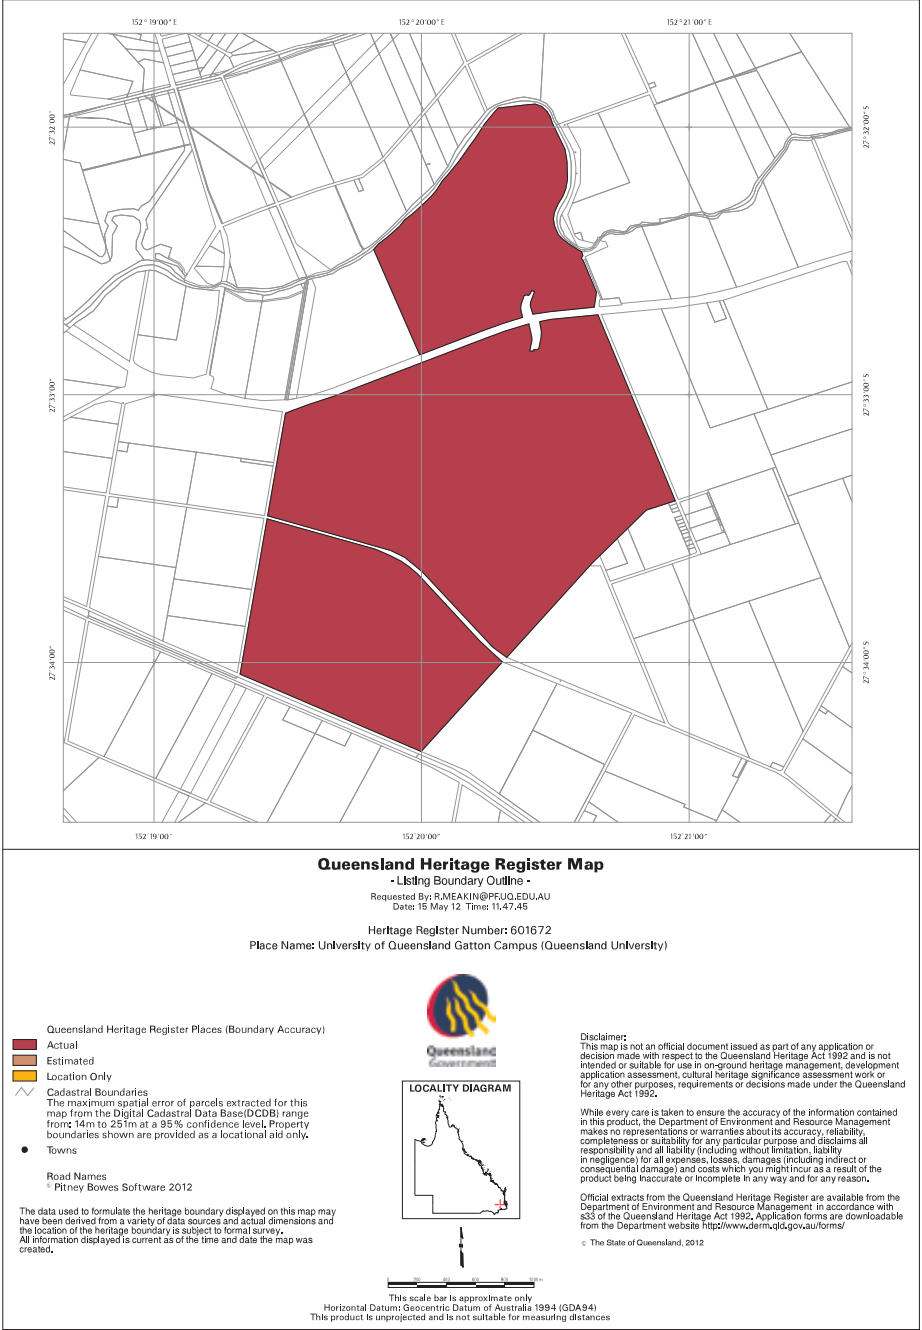 152° 19'00" E
152° 20'00" E
152° 21'00" E
27° 32'00"
27° 32'00" S
27° 33'00"
27° 33'00" S
27° 34'00"
27° 34'00" S
152° 19'00"
152° 20'00"
152° 21'00"
Queensland Heritage Register Map
- Listing Boundary Outline -
Requested By: R.MEAKIN@PF.UQ.EDU.AU
Date: 15 May 12 Time: 11.47.45
Heritage Register Number: 601672
Place Name: University of Queensland Gatton Campus (Queensland University)
Queensland
Government
Queensland Heritage Register Places (Boundary Accuracy)
Actual
Estimated
Location Only
Cadastral Boundaries
The maximum spatial error of parcels extracted for this
map from the Digital Cadastral Data Base(DCDB) range
from: 14m to 251m at a 95% confidence level. Property
boundaries shown are provided as a locational aid only.
Towns
Road Names
© Pitney Bowes Software 2012
The data used to formulate the heritage boundary displayed on this map may
have been derived from a variety of data sources and actual dimensions and
the location of the heritage boundary is subject to formal survey.
All information displayed is current as of the time and date the map was
created.
LOCALITY DIAGRAM
0 200 400 600 800 1000 m
This scale bar is approximate only
Horizontal Datum: Geocentric Datum of Australia 1994 (GDA94)
This product is unprojected and is not suitable for measuring distances
Disclaimer:
This map is not an official document issued as part of any application or
decision made with respect to the Queensland Heritage Act 1992 and is not
intended or suitable for use in on-ground heritage management, development
application assessment, cultural heritage significance assessment work or
for any other purposes, requirements or decisions made under the Queensland
Heritage Act 1992.
While every care is taken to ensure the accuracy of the information contained
in this product, the Department of Environment and Resource Management
makes no representations or warranties about its accuracy, reliability,
completeness or suitability for any particular purpose and disclaims all
responsibility and all liability (including without limitation, liability
in negligence) for all expenses, losses, damages (including indirect or
consequential damage) and costs which you might incur as a result of the
product being inaccurate or incomplete in any way and for any reason.
Official extracts from the Queensland Heritage Register are available from the
Department of Environment and Resource Management in accordance with
s33 of the Queensland Heritage Act 1992. Application forms are downloadable
from the Department website http://www.derm.qld.gov.au/forms/
© The State of Queensland, 2012